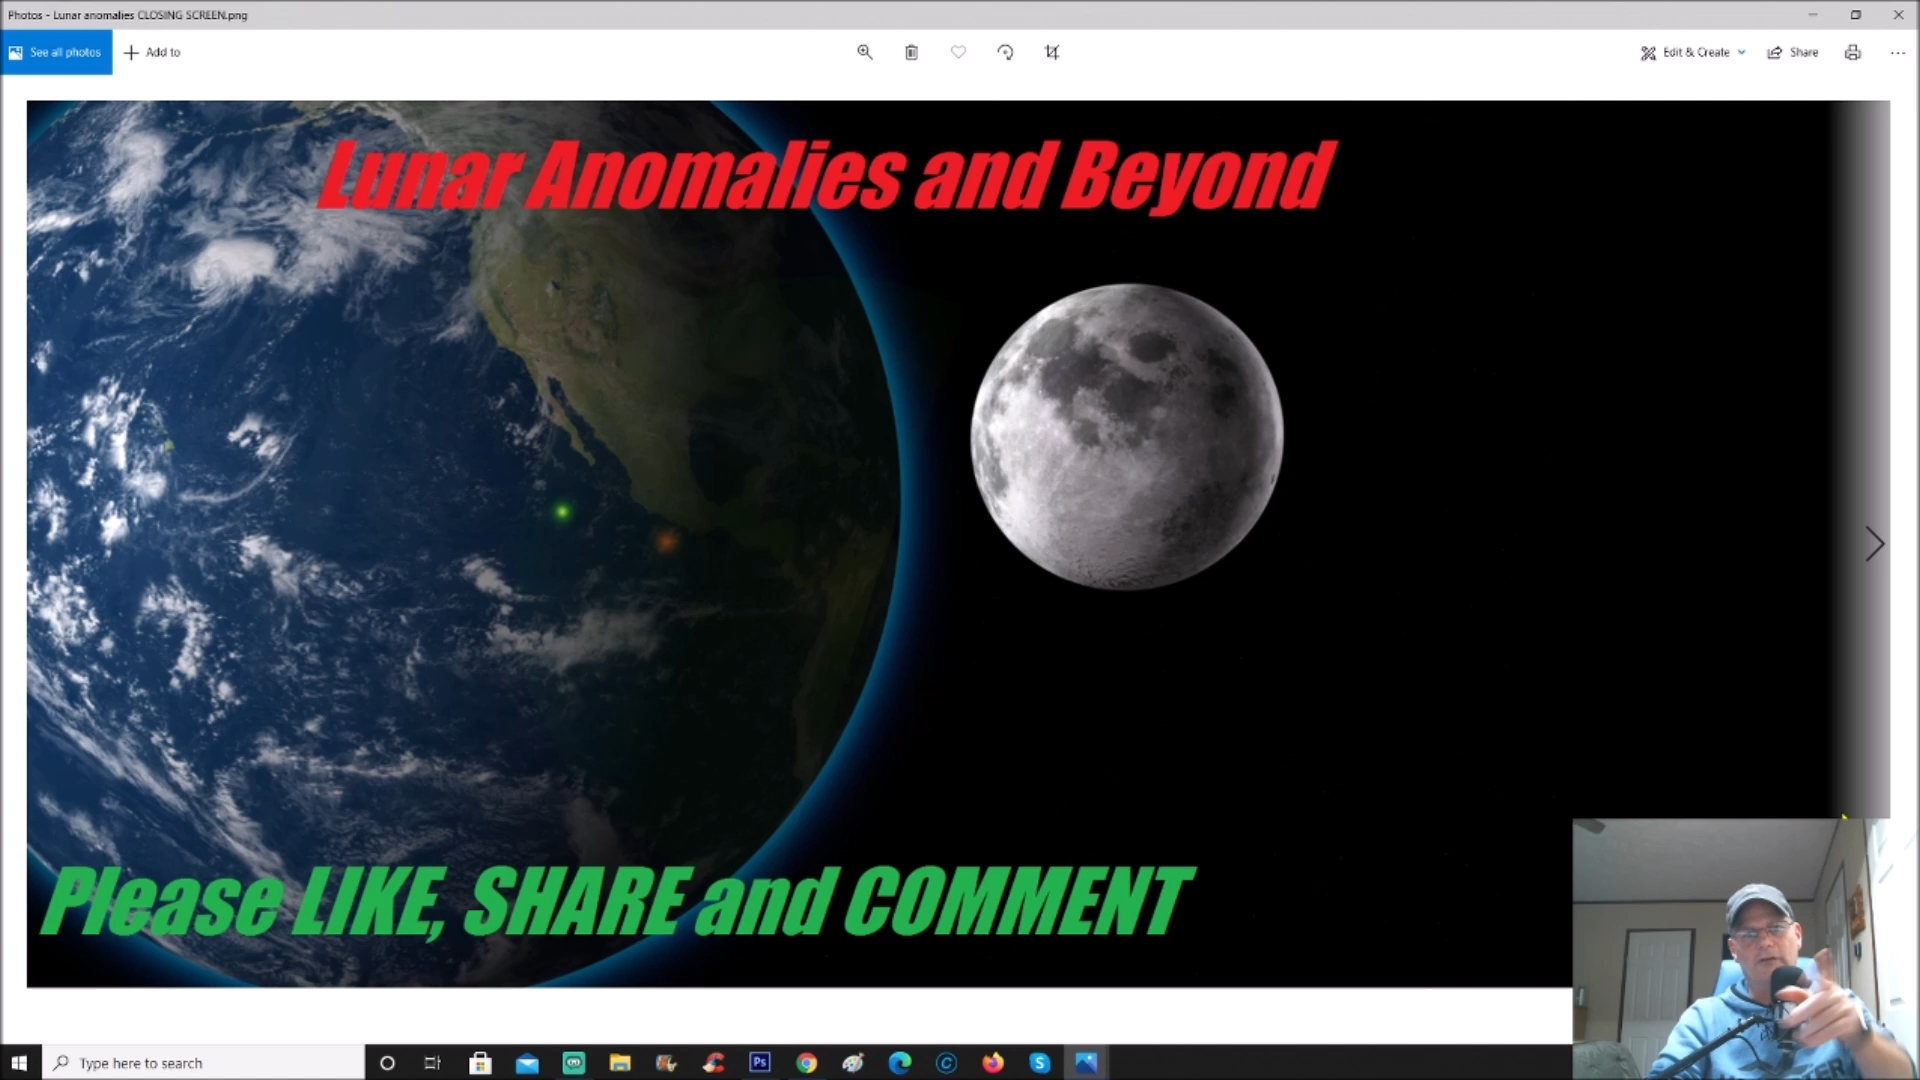 Photos - Lunar anomalies CLOSING SCREEN.png
See all photos
Add to
Edit & Create
Share
Lunar Anomalies and Beyond
Please LIKE, SHARE and COMMENT
Type here to search
Ps